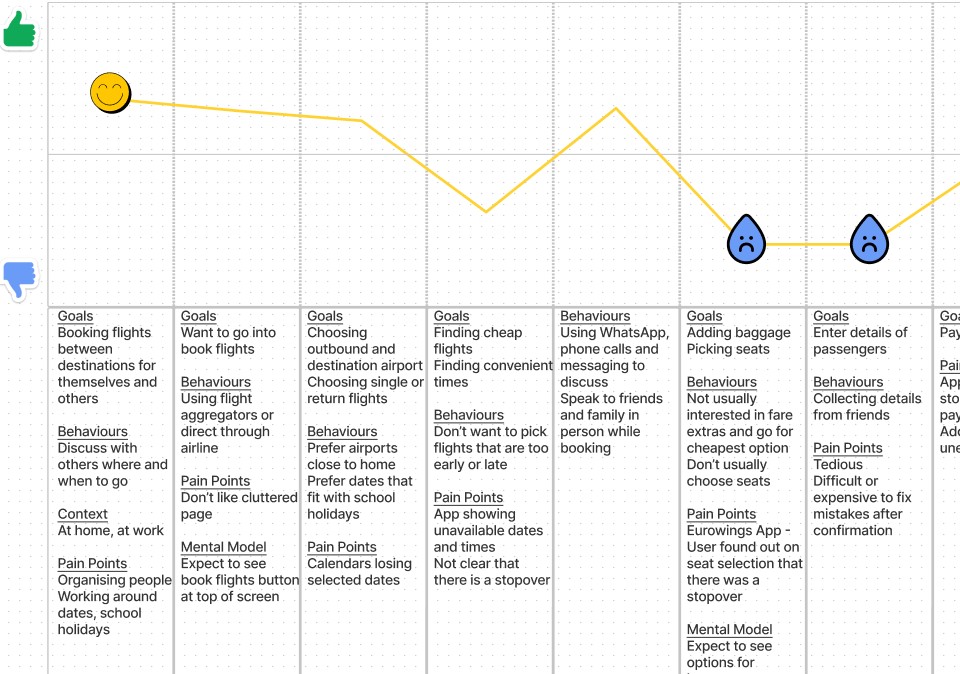 Goals
Booking flights
between
destinations for
themselves and
others
Behaviours
Discuss with
others where and
when to go
Context
At home, at work
Pain Points
Organising people
Working around
dates, school
holidays
Goals
Want to go into
book flights
Behaviours
Using flight
aggregators or
direct through
airline
Pain Points
Don't like cluttered
page
Mental Model
Expect to see
book flights button
at top of screen
Goals
Choosing
outbound and
destination airport
Choosing single or
return flights
Behaviours
Prefer airports
close to home
Prefer dates that
fit with school
holidays
Pain Points
Calendars losing
selected dates
Goals
Finding cheap
flights
Finding convenient
times
Behaviours
Don't want to pick
flights that are too
early or late
Pain Points
App showing
unavailable dates
and times
Not clear that
there is a stopover
Behaviours
Using WhatsApp,
phone calls and
messaging to
discuss
Speak to friends
and family in
person while
booking
Goals
Adding baggage
Picking seats
Behaviours
Not usually
interested in fare
extras and go for
cheapest option
Don't usually
choose seats
Pain Points
Eurowings App -
User found out on
seat selection that
there was a
stopover
Mental Model
Expect to see
options for
Goals
Enter details of
passengers
Behaviours
Collecting details
from friends
Pain Points
Tedious
Difficult or
expensive to fix
mistakes after
confirmation